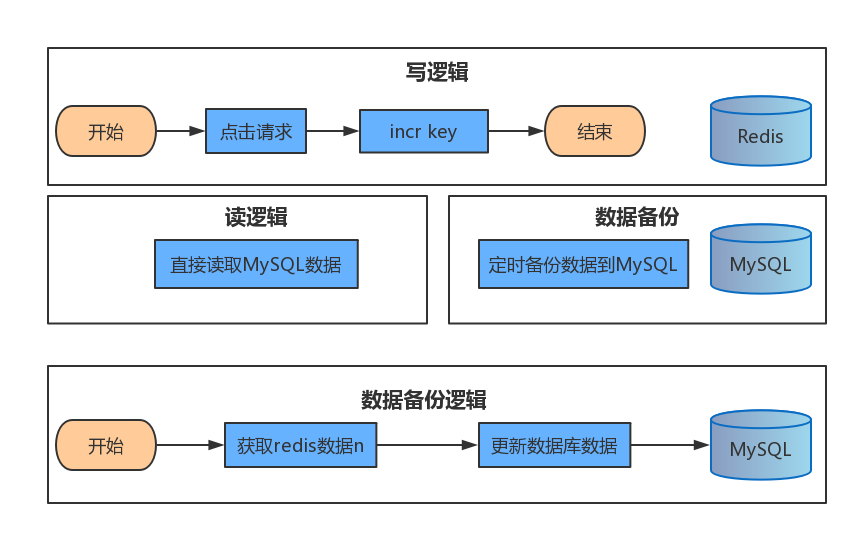 写逻辑
开始
点击请求
incr key
结束
Redis
读逻辑
直接读取MySQL数据
数据备份
定时备份数据到MySQL
MySQL
数据备份逻辑
开始
获取redis数据n
更新数据库数据
MySQL